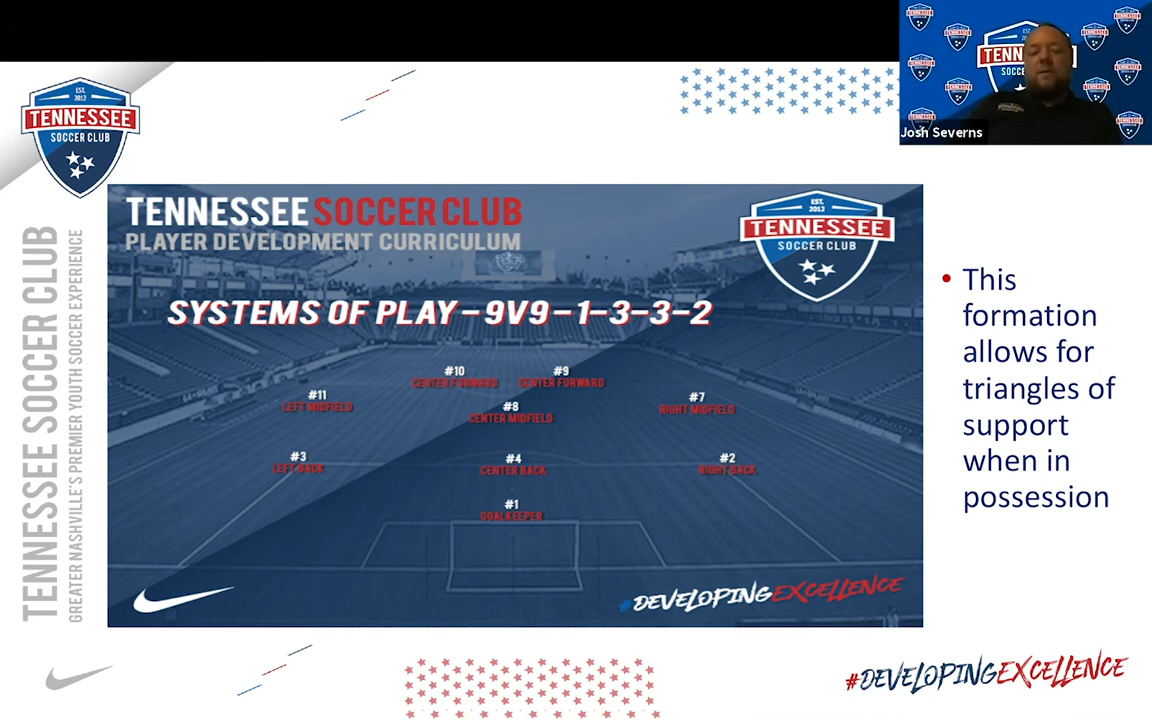 EST.
2012
TENNESSEE
SOCCER CLUB
Josh Severns
TENNESSEE SOCCER CLUB
GREATER NASHVILLE'S PREMIER YOUTH SOCCER EXPERIENCE
TENNESSEE SOCCER CLUB
PLAYER DEVELOPMENT CURRICULUM
EST.
2012
TENNESSEE
SOCCER CLUB
SYSTEMS OF PLAY – 9V9 – 1-3-3-2
#10
CENTER FORWARD
#9
CENTER FORWARD
#11
LEFT MIDFIELD
#8
CENTER MIDFIELD
#7
RIGHT MIDFIELD
#3
LEFT BACK
#4
CENTER BACK
#2
RIGHT BACK
#1
GOALKEEPER
#DEVELOPINGEXCELLENCE
• This
formation
allows for
triangles of
support
when in
possession
#DEVELOPINGEXCELLENCE